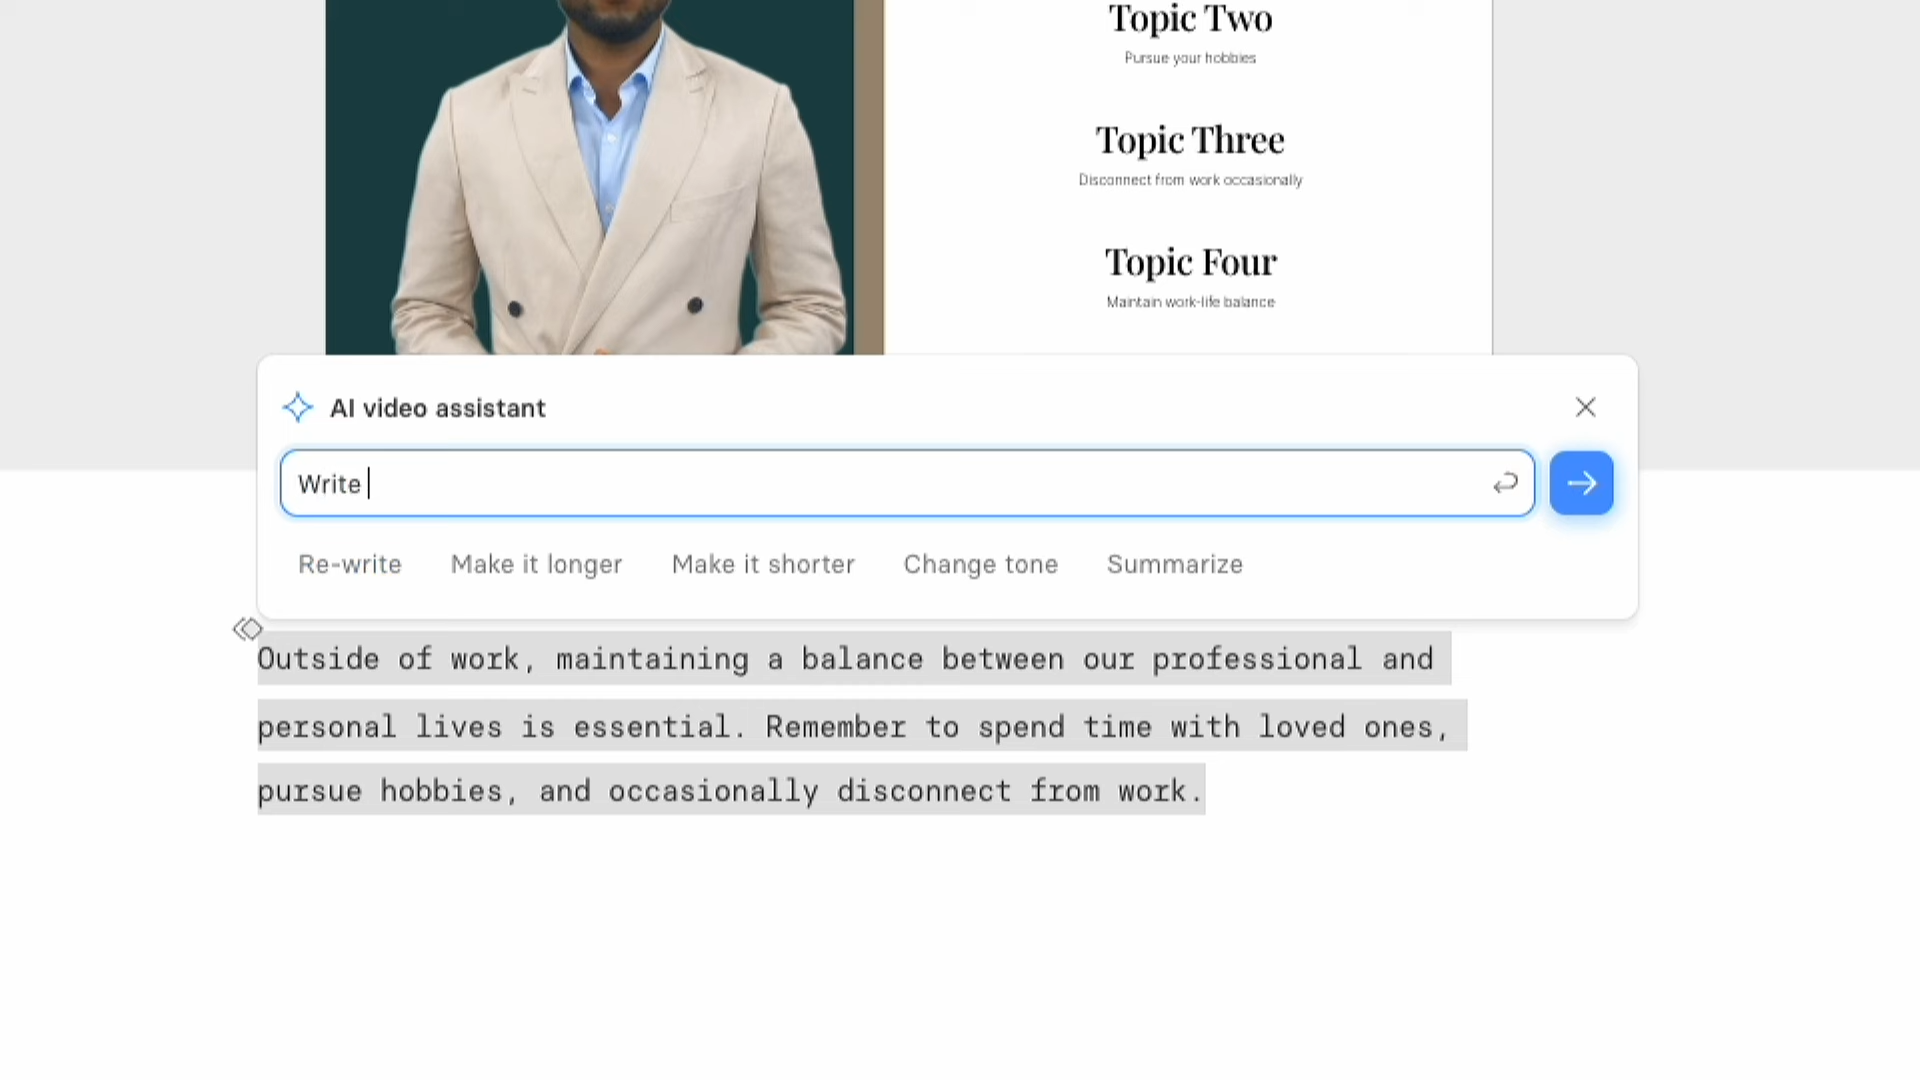 Topic Two
Pursue your hobbies
Topic Three
Disconnect from work occasionally
Topic Four
Maintain work-life balance
AI video assistant
Write
Re-write Make it longer Make it shorter Change tone Summarize
Outside of work, maintaining a balance between our professional and
personal lives is essential. Remember to spend time with loved ones,
pursue hobbies, and occasionally disconnect from work.